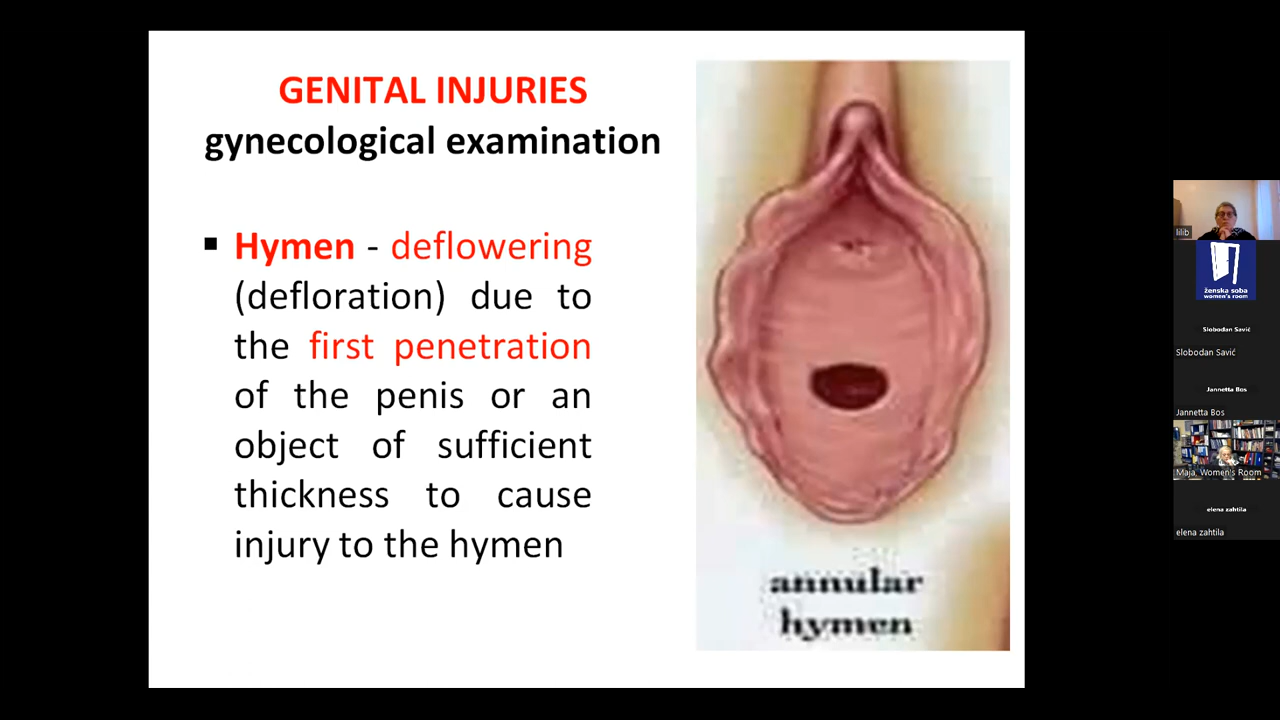 GENITAL INJURIES
gynecological examination
▪ Hymen - deflowering
(defloration) due to
the first penetration
of the penis or an
object of sufficient
thickness to cause
injury to the hymen
annular
hymen
lilib
ženska soba
women's room
Slobodan Savić
Slobodan Savić
Jannetta Bos
Jannetta Bos
Maja, Women's Room
elena zahtila
elena zahtila